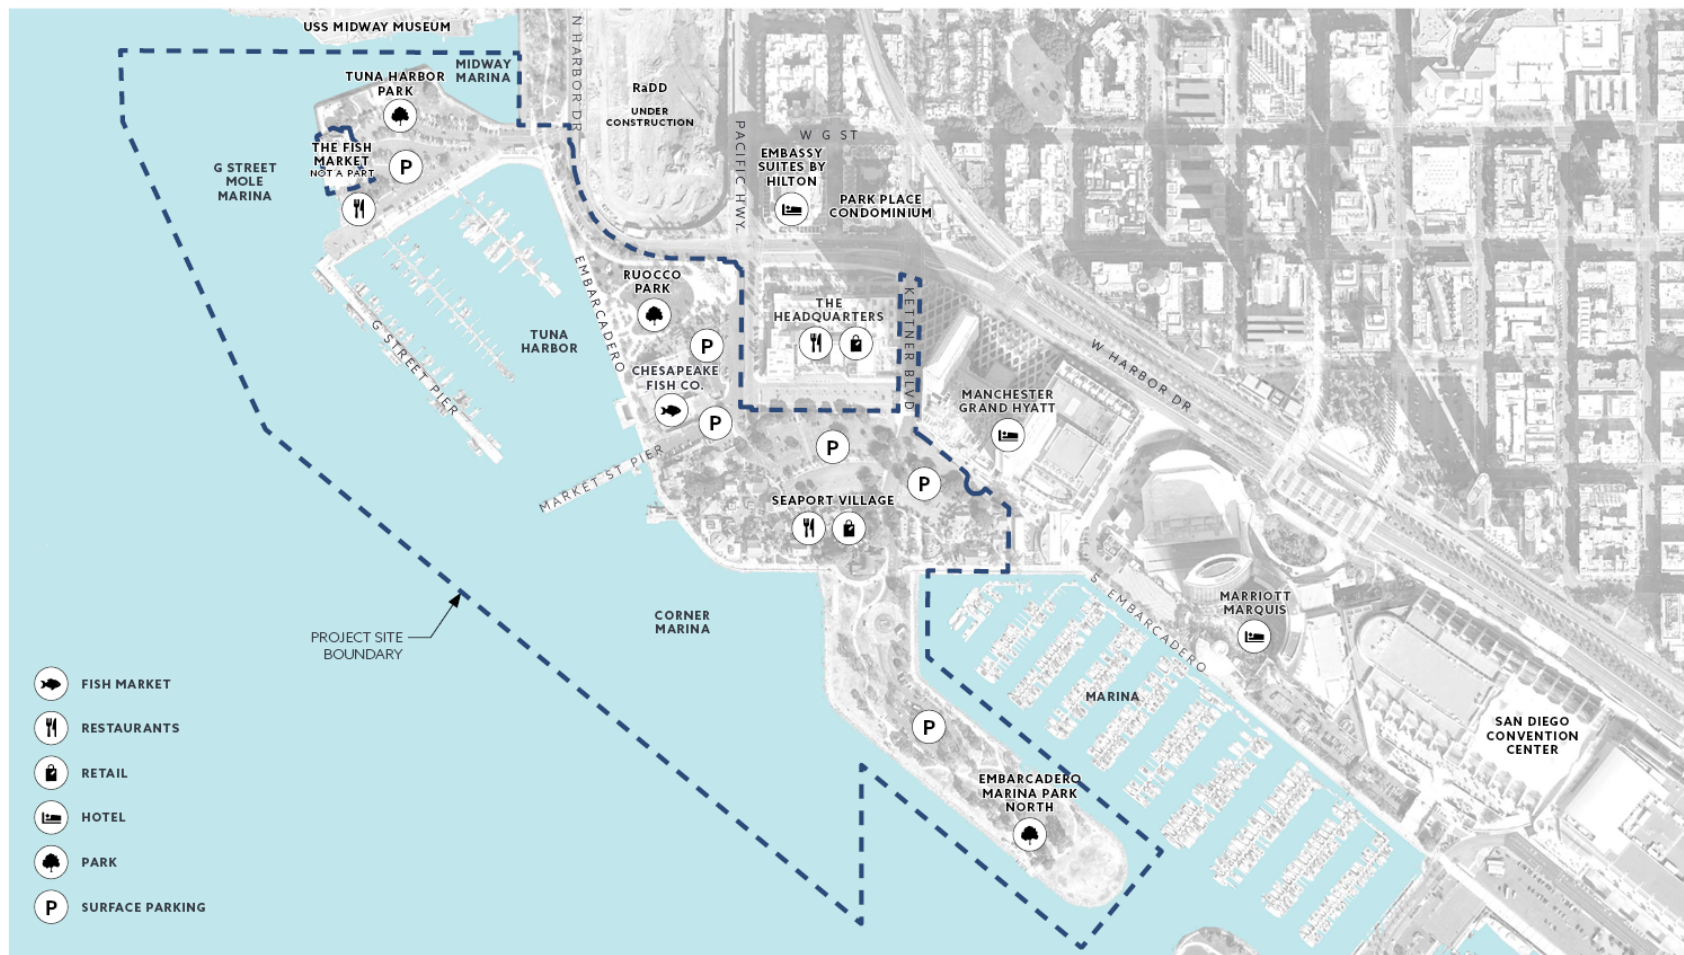 USS MIDWAY MUSEUM
MIDWAY
MARINA
TUNA HARBOR
PARK
N HARBOR DR
RaDD
UNDER
CONSTRUCTION
PACIFIC HWY.
W G ST
EMBASSY
SUITES BY
HILTON
PARK PLACE
CONDOMINIUM
THE FISH
MARKET
NOT A PART
P
G STREET
MOLE
MARINA
EMBARCADERO
RUOCCO
PARK
THE
HEADQUARTERS
KETTNER BLVD
TUNA
HARBOR
G STREET PIER
P
CHESAPEAKE
FISH CO.
P
W HARBOR DR
MANCHESTER
GRAND HYATT
P
MARKET ST PIER
P
SEAPORT VILLAGE
S EMBARCADERO
MARRIOTT
MARQUIS
CORNER
MARINA
PROJECT SITE
BOUNDARY
MARINA
P
SAN DIEGO
CONVENTION
CENTER
EMBARCADERO
MARINA PARK
NORTH
FISH MARKET
RESTAURANTS
RETAIL
HOTEL
PARK
P SURFACE PARKING